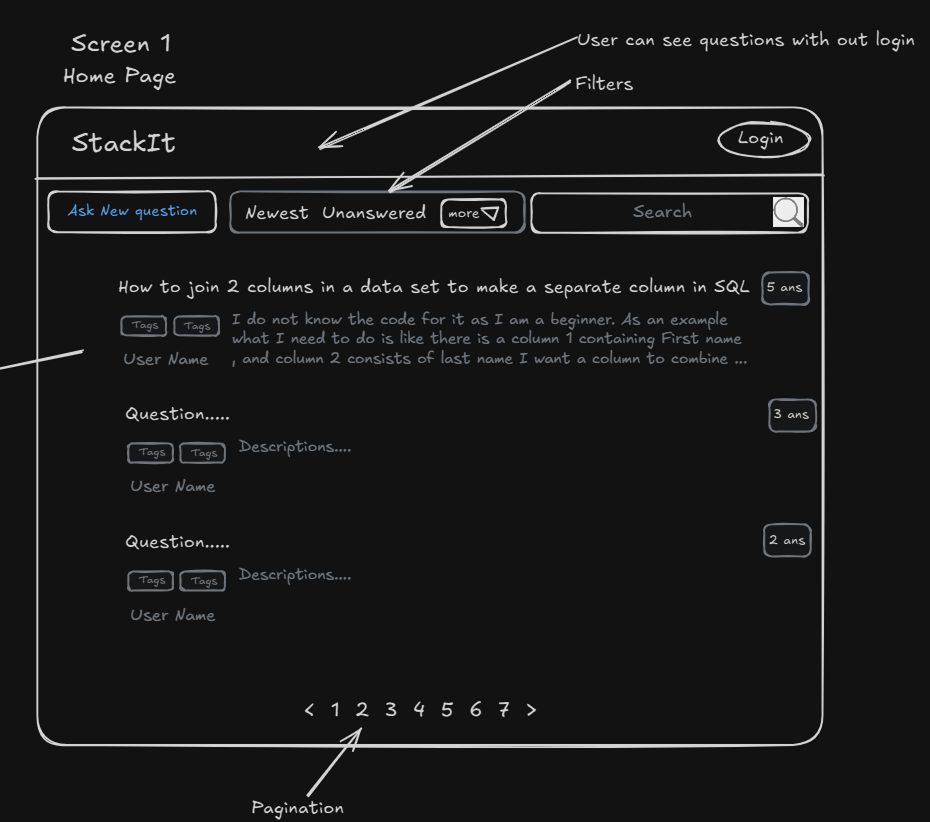 Screen 1
Home Page
User can see questions with out login
Filters
StackIt
Login
Ask New question
Newest Unanswered
more
Search
How to join 2 columns in a data set to make a separate column in SQL
5 ans
Tags Tags
I do not know the code for it as I am a beginner. As an example
what I need to do is like there is a column 1 containing First name
, and column 2 consists of last name I want a column to combine ...
User Name
Question.....
3 ans
Tags Tags
Descriptions....
User Name
Question.....
2 ans
Tags Tags
Descriptions....
User Name
< 1 2 3 4 5 6 7 >
Pagination